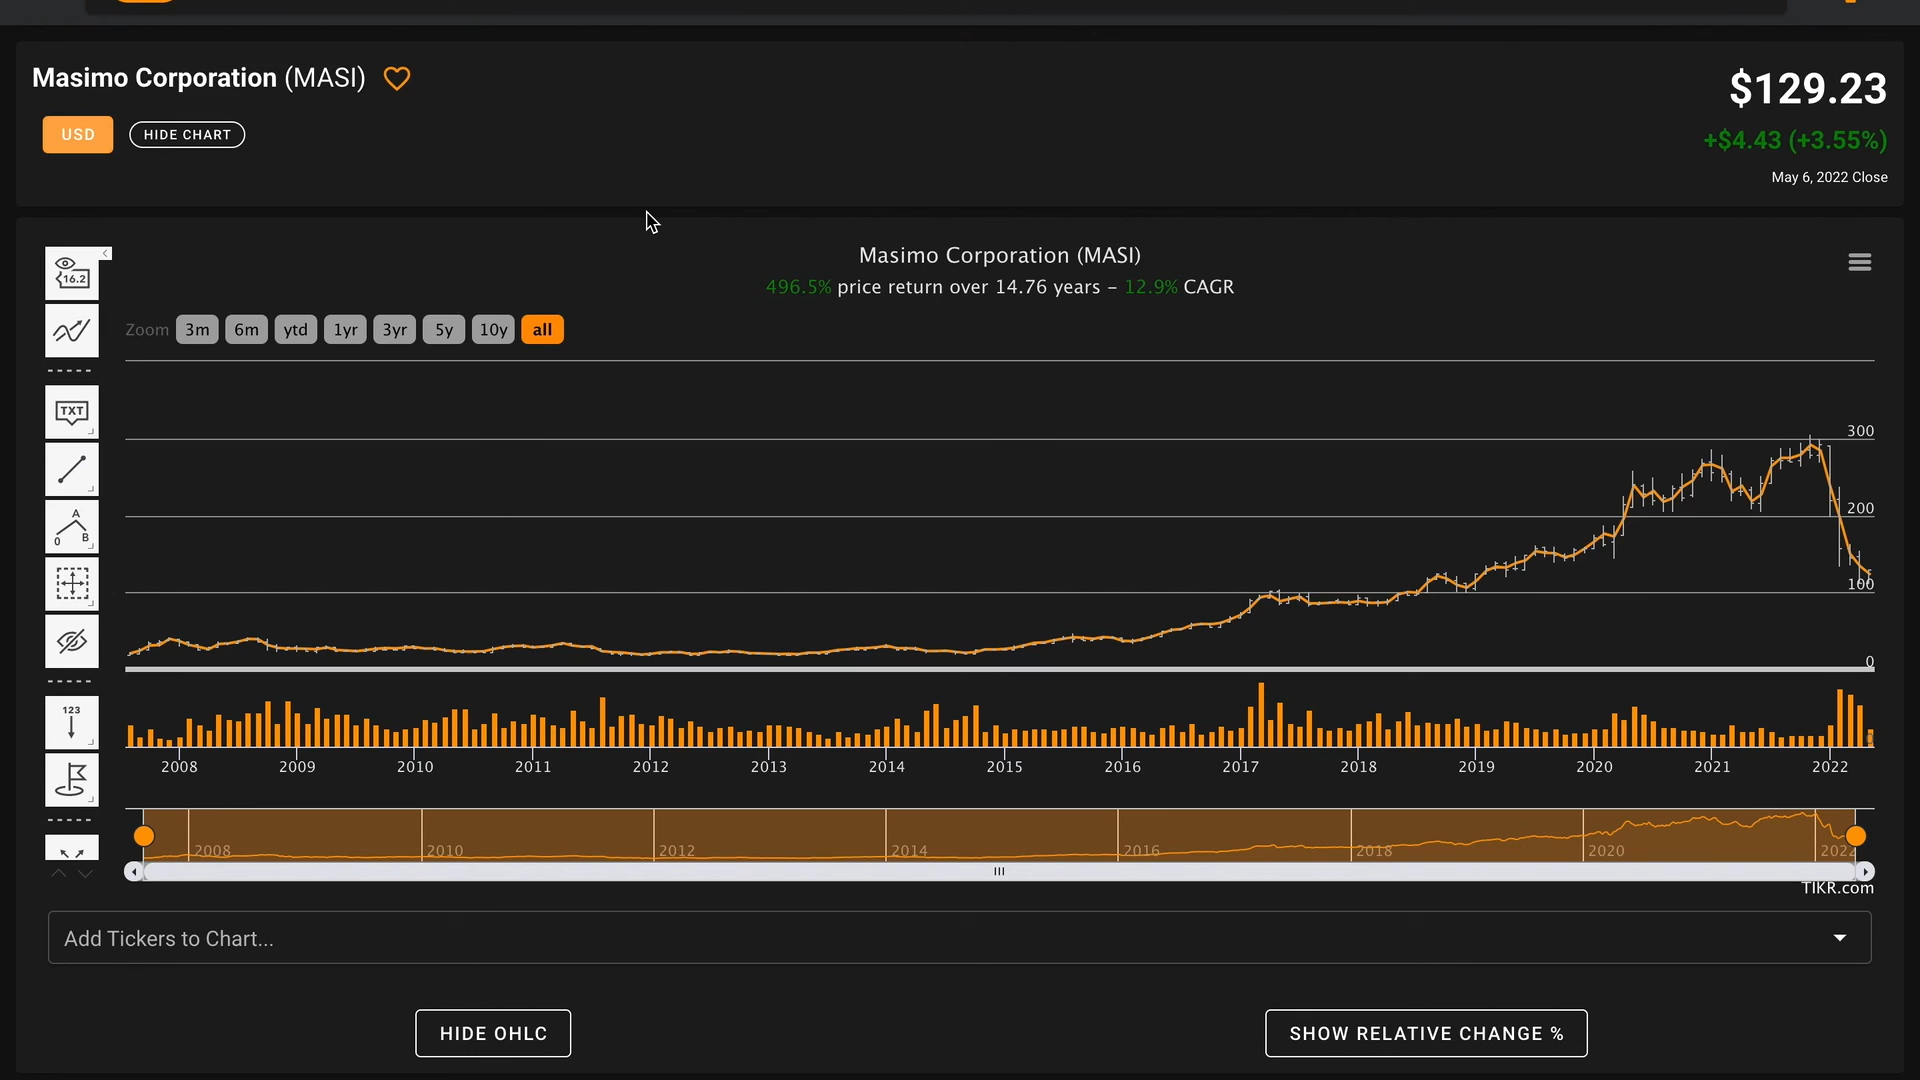 Masimo Corporation (MASI)
$129.23
USD
HIDE CHART
+$4.43 (+3.55%)
May 6, 2022 Close
16.2
Masimo Corporation (MASI)
496.5% price return over 14.76 years – 12.9% CAGR
Zoom 3m 6m ytd 1yr 3yr 5y 10y all
TXT
300
A
0 B
200
100
0
123
0
2008 2009 2010 2011 2012 2013 2014 2015 2016 2017 2018 2019 2020 2021 2022
2008 2010 2012 2014 2016 2018 2020 2022
TIKR.com
Add Tickers to Chart...
HIDE OHLC
SHOW RELATIVE CHANGE %